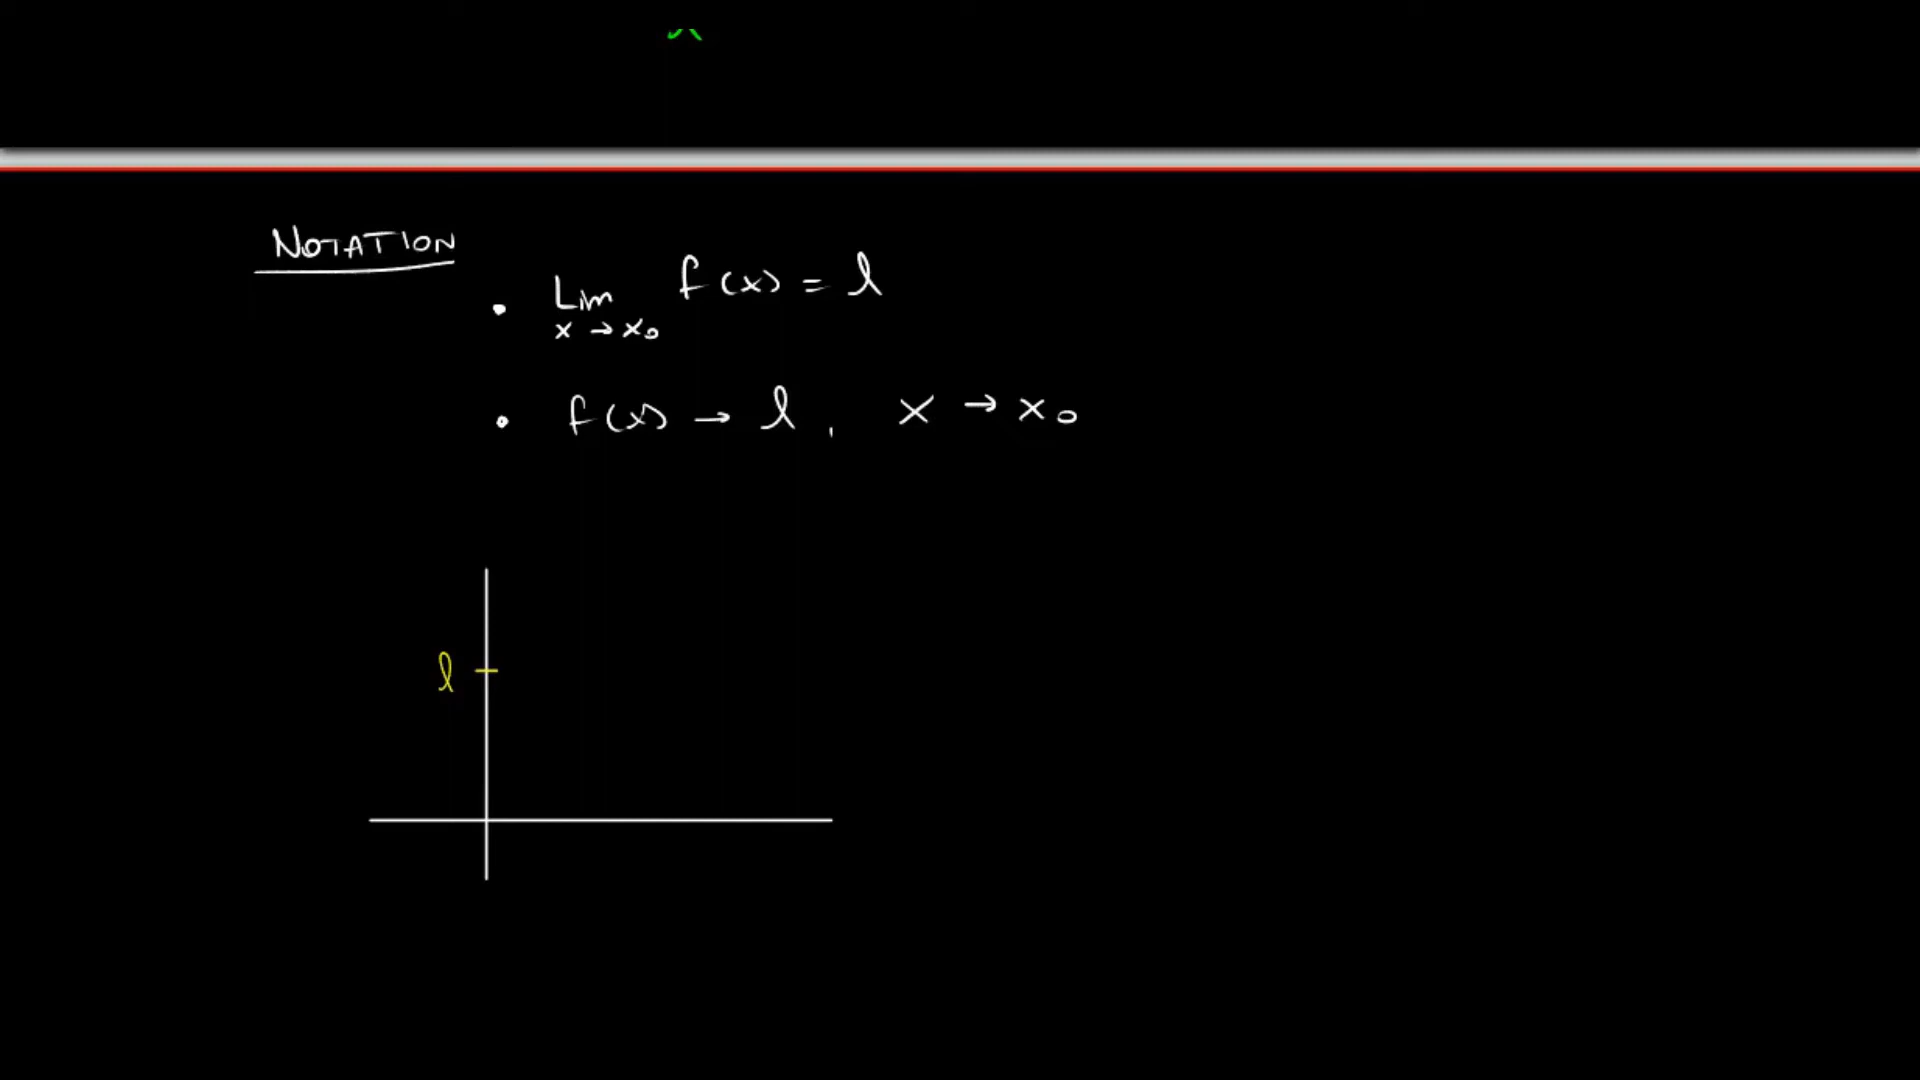 NOTATION
• Lim f(x) = l
x → x₀
• f(x) → l, x → x₀
l